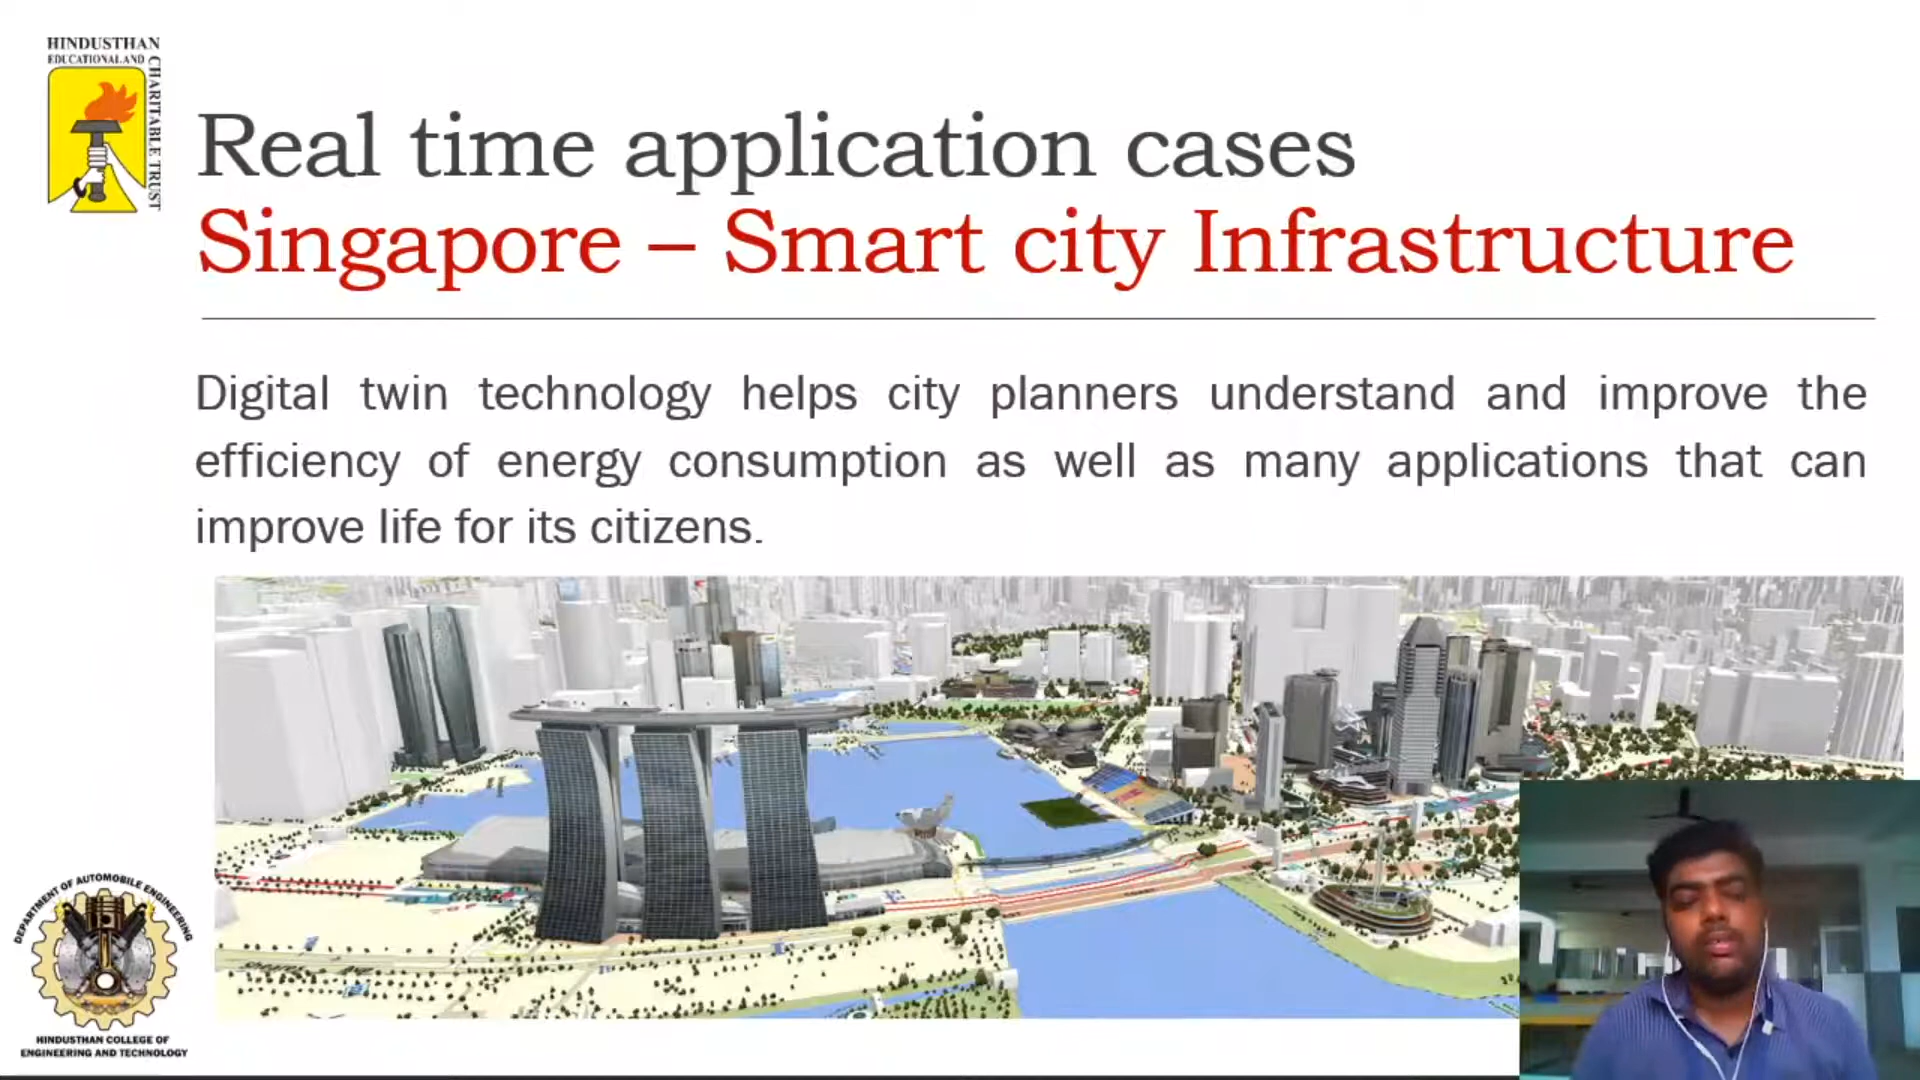 HINDUSTHAN
EDUCATIONAL AND
CHARITABLE TRUST
Real time application cases
Singapore – Smart city Infrastructure
Digital twin technology helps city planners understand and improve the
efficiency of energy consumption as well as many applications that can
improve life for its citizens.
DEPARTMENT OF AUTOMOBILE ENGINEERING
HINDUSTHAN COLLEGE OF
ENGINEERING AND TECHNOLOGY